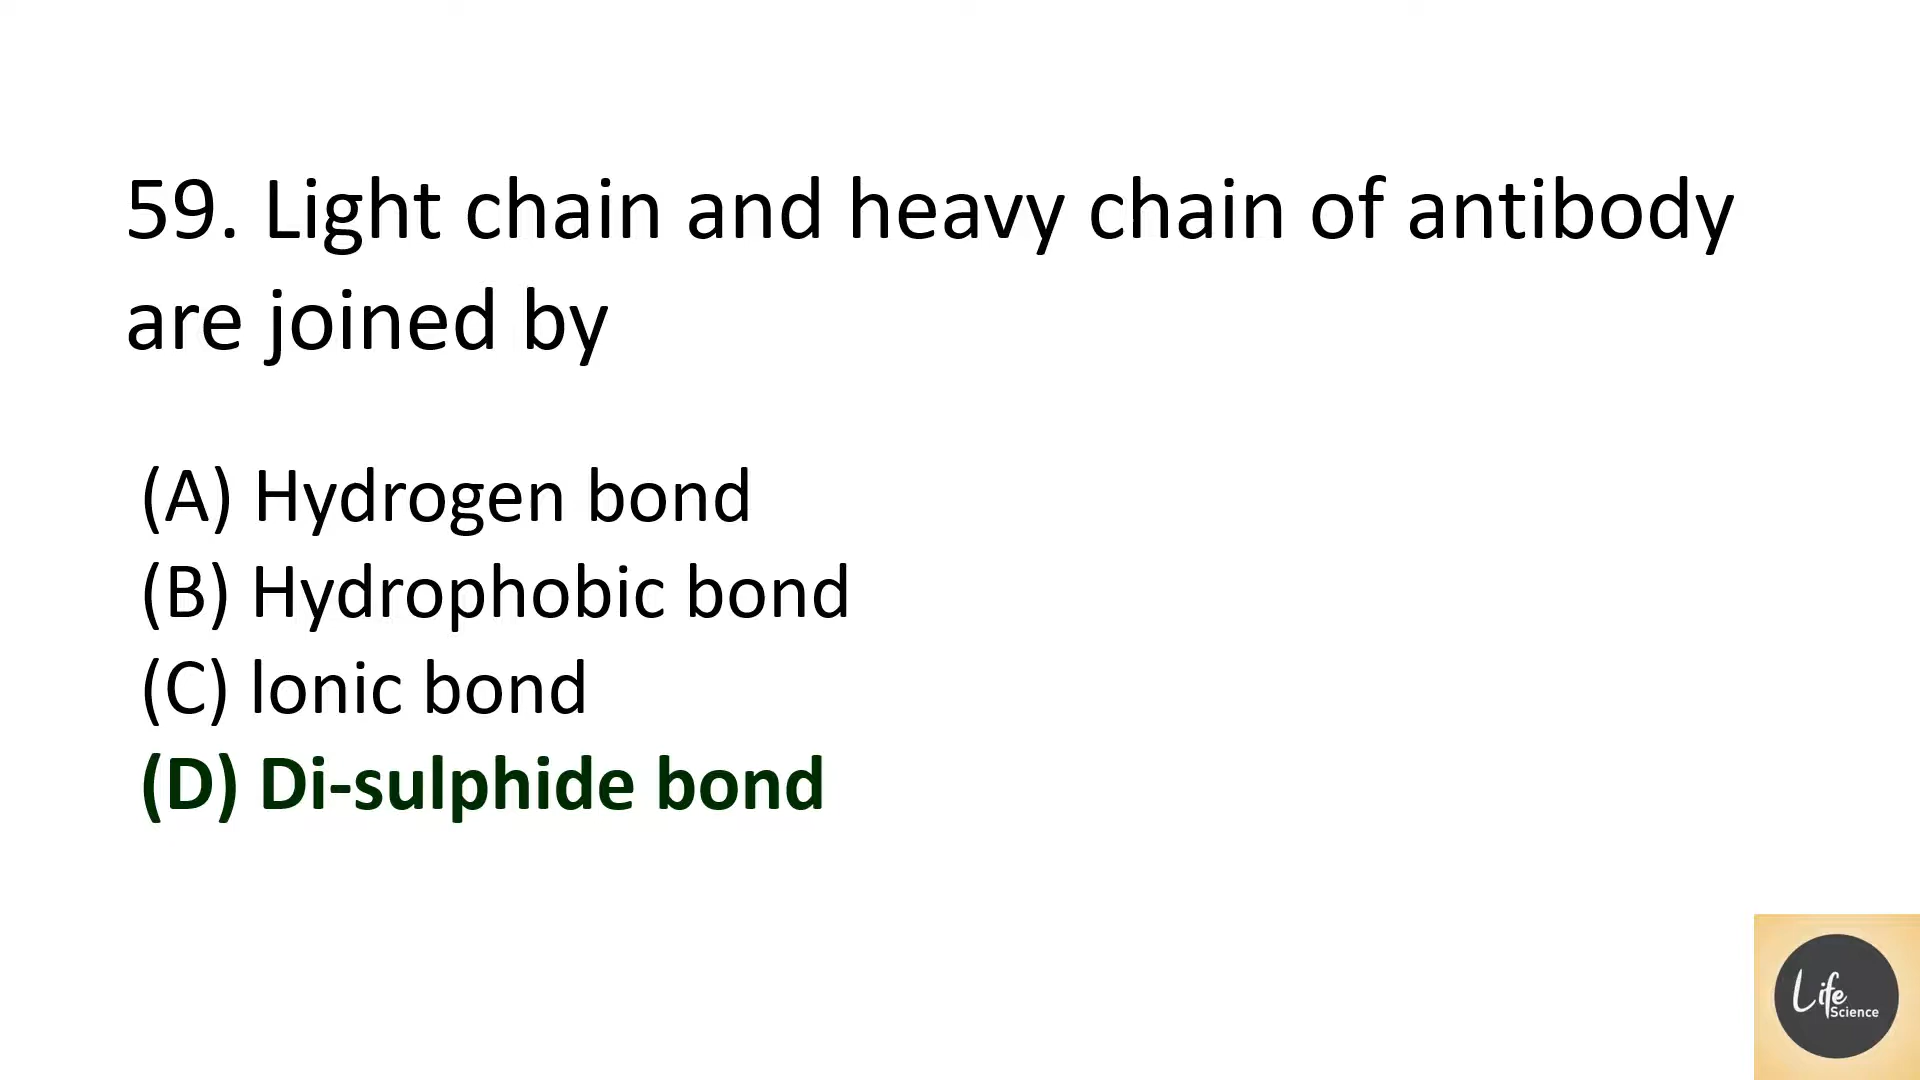 59. Light chain and heavy chain of antibody
are joined by
(A) Hydrogen bond
(B) Hydrophobic bond
(C) lonic bond
(D) Di-sulphide bond
Life
Science